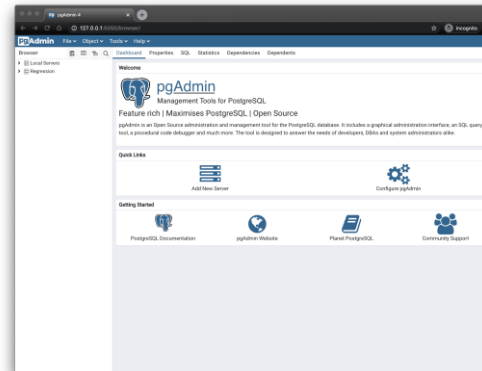 pgAdmin 4
127.0.0.1:5050/browser/
Incognito
pgAdmin File Object Tools Help
Browser
Dashboard Properties SQL Statistics Dependencies Dependents
Local Servers
Regression
Welcome
pgAdmin
Management Tools for PostgreSQL
Feature rich | Maximises PostgreSQL | Open Source
pgAdmin is an Open Source administration and management tool for the PostgreSQL database. It includes a graphical administration interface, an SQL query
tool, a procedural code debugger and much more. The tool is designed to answer the needs of developers, DBAs and system administrators alike.
Quick Links
Add New Server Configure pgAdmin
Getting Started
PostgreSQL Documentation pgAdmin Website Planet PostgreSQL Community Support